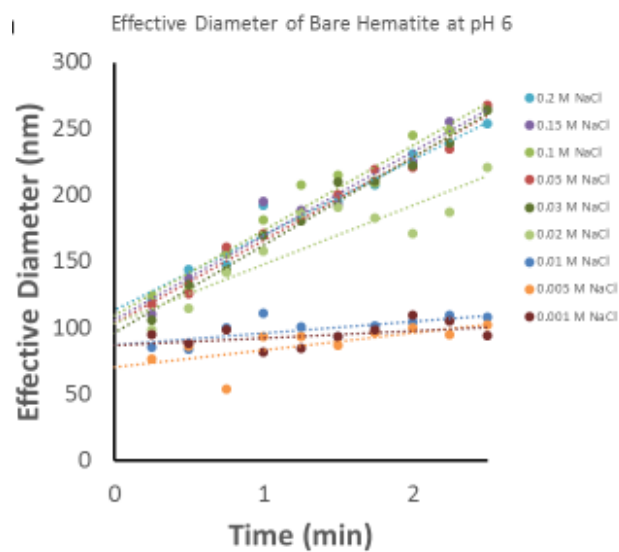 Effective Diameter of Bare Hematite at pH 6
300
250
200
150
100
50
0
Effective Diameter (nm)
0 1 2
Time (min)
0.2 M NaCl
0.15 M NaCl
0.1 M NaCl
0.05 M NaCl
0.03 M NaCl
0.02 M NaCl
0.01 M NaCl
0.005 M NaCl
0.001 M NaCl